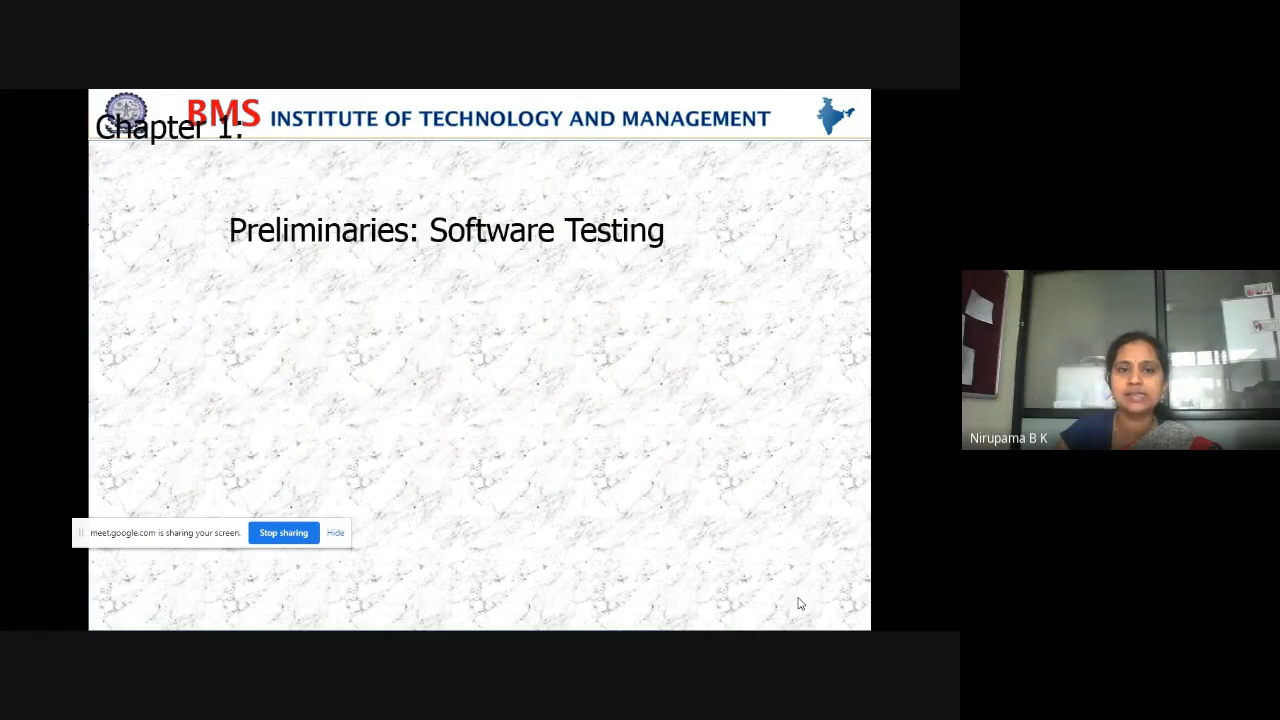 BMS INSTITUTE OF TECHNOLOGY AND MANAGEMENT
Chapter 1:
Preliminaries: Software Testing
meet.google.com is sharing your screen. Stop sharing Hide
Nirupama B K